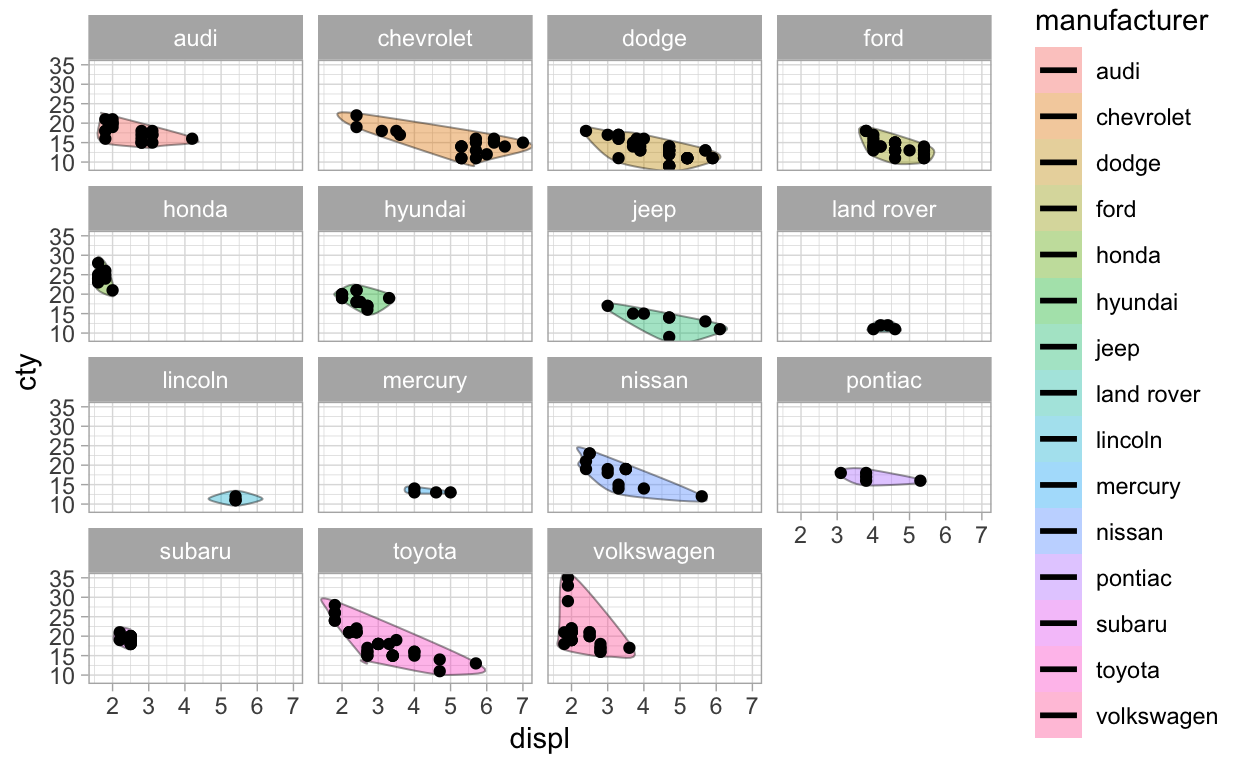 manufacturer
audi chevrolet dodge ford
35
30
25
20
15
10
honda hyundai jeep land rover
35
30
25
20
15
10
lincoln mercury nissan pontiac
35
30
25
20
15
10
2 3 4 5 6 7
subaru toyota volkswagen
35
30
25
20
15
10
2 3 4 5 6 7 2 3 4 5 6 7 2 3 4 5 6 7
cty
displ
audi
chevrolet
dodge
ford
honda
hyundai
jeep
land rover
lincoln
mercury
nissan
pontiac
subaru
toyota
volkswagen